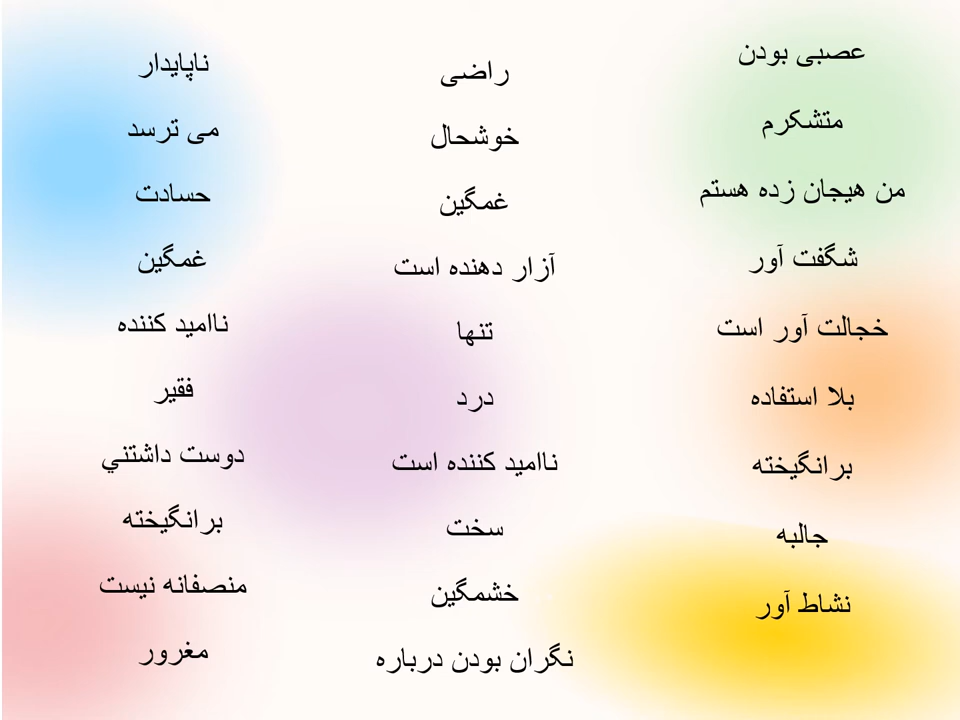 عصبی بودن
متشکرم
من هیجان زده هستم
شگفت آور
خجالت آور است
بلا استفاده
برانگیخته
جالبه
نشاط آور
راضی
خوشحال
غمگین
آزار دهنده است
تنها
درد
ناامید کننده است
سخت
خشمگین
نگران بودن درباره
ناپایدار
می ترسد
حسادت
غمگین
ناامید کننده
فقیر
دوست داشتني
برانگیخته
منصفانه نیست
مغرور